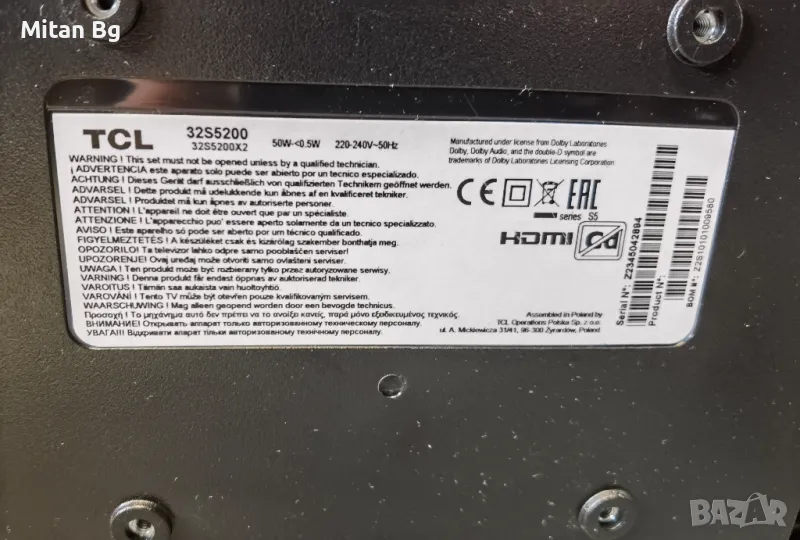 Mitan Bg
TCL
32S5200
32S5200X2
50W-<0.5W 220-240V~50Hz
Manufactured under license from Dolby Laboratories
Dolby, Dolby Audio, and the double-D symbol are
trademarks of Dolby Laboratories Licensing Corporation
WARNING ! This set must not be opened unless by a qualified technician.
¡ ADVERTENCIA este aparato solo puede ser abierto por un tecnico especializado.
ACHTUNG ! Dieses Gerät darf ausschließlich von qualifizierten Technikern geöffnet werden.
ADVARSEL ! Dette produkt må udelukkende kun åbnes af en kvalificeret tekniker.
ADVARSEL ! Produktet må kun åpnes av autoriserte personer.
ATTENTION ! L'appareil ne doit être ouvert que par un spécialiste.
ATTENZIONE ! L'apparecchio puo' essere aperto solamente da un tecnico specializzato.
AVISO ! Este aparelho só pode ser aberto por um técnico especializado.
FIGYELMEZTETÉS ! A készüléket csak és kizárólag szakember bonthatja meg.
OPOZORILO! Ta televizor lahko odpre samo pooblaščen serviser.
UPOZORENJE! Ovaj uređaj može otvoriti samo ovlašteni serviser.
UWAGA ! Ten produkt może być rozbierany tylko przez autoryzowane serwisy.
VARNING ! Denna produkt får endast öppnas av auktoriserad tekniker.
VAROITUS ! Tämän saa aukaista vain huoltoyhtiö.
VAROVÁNÍ ! Tento TV může být otevřen pouze kvalifikovaným servisem.
WAARSCHUWING ! Mag alleen geopend worden door een bevoegde technicus.
Προσοχή ! Το μηχάνημα αυτό δεν πρέπει να το ανοίξει κανείς, παρά μόνο εξειδικευμένος τεχνικός.
ВНИМАНИЕ! Открывать аппарат только авторизованному техническому персоналу.
УВАГА!!! Відкривати апарат тільки авторизованному технічному персоналу.
CE
EAC
series S5
HDMI
Cd
Assembled in Poland by
TCL Operations Polska Sp. z o.o.
ul. A. Mickiewicza 31/41, 96-300 Żyrardów, Poland
Serial N°: Z2345042894
Product N°:
BOM N°: Z2S10101009580
BAZAR